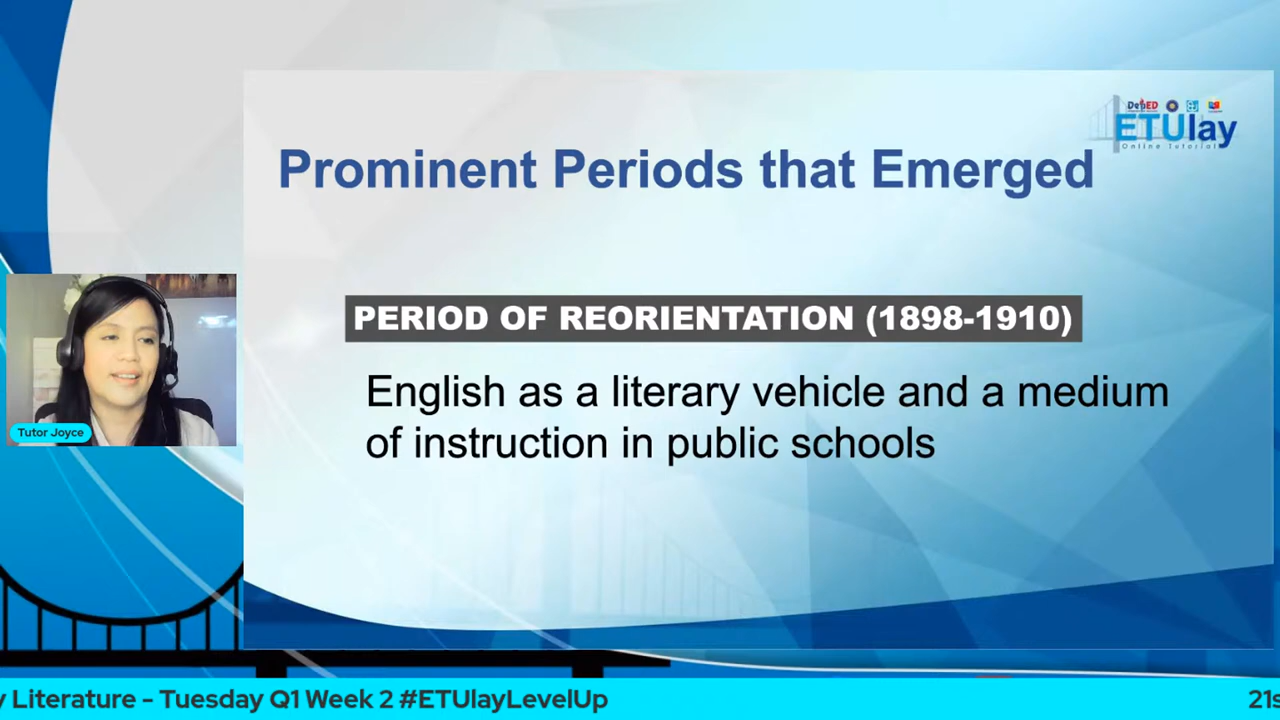 DepED
ETUlay
Online Tutorial
Prominent Periods that Emerged
PERIOD OF REORIENTATION (1898-1910)
English as a literary vehicle and a medium
of instruction in public schools
Tutor Joyce
y Literature - Tuesday Q1 Week 2 #ETUlayLevelUp
21s